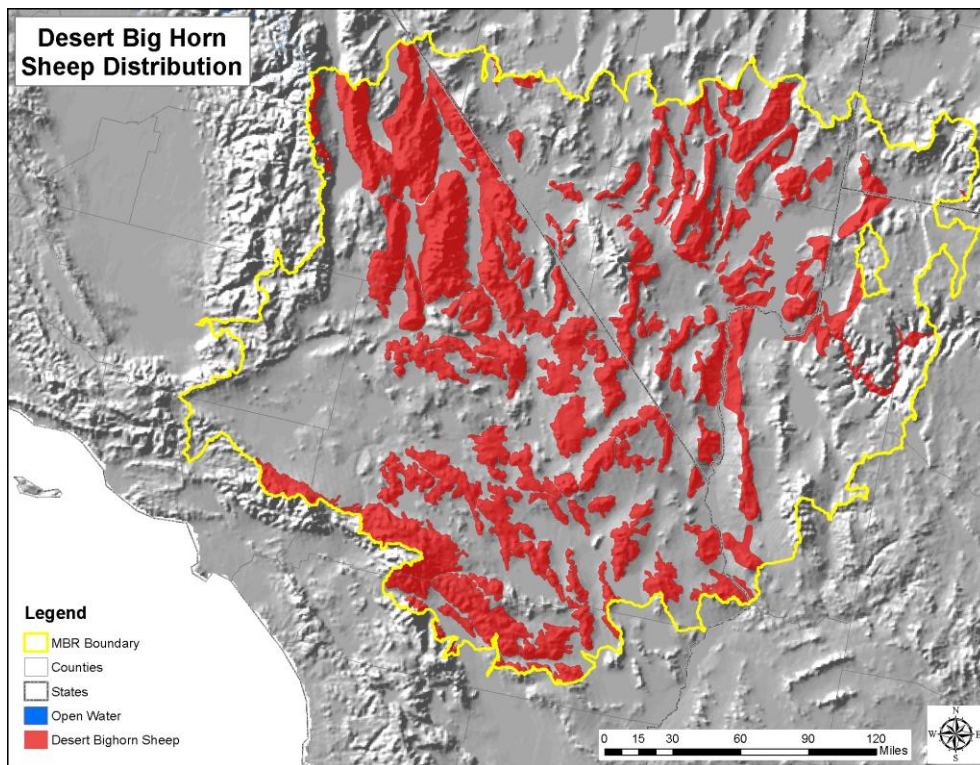 Desert Big Horn
Sheep Distribution
Legend
MBR Boundary
Counties
States
Open Water
Desert Bighorn Sheep
N
W E
S
0 15 30 60 90 120
Miles